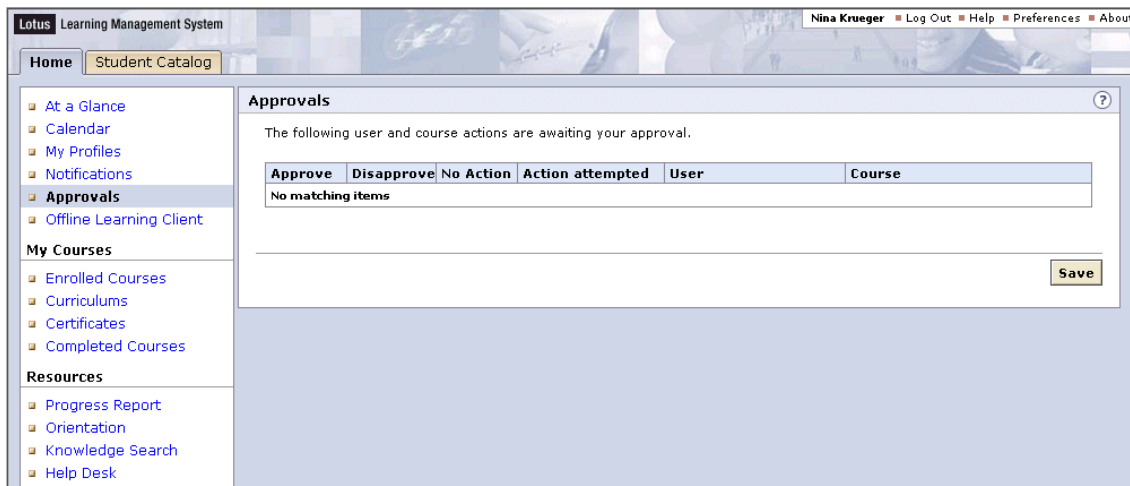 Lotus Learning Management System
Nina Krueger Log Out Help Preferences About
Home Student Catalog
At a Glance
Calendar
My Profiles
Notifications
Approvals
Offline Learning Client
My Courses
Enrolled Courses
Curriculums
Certificates
Completed Courses
Resources
Progress Report
Orientation
Knowledge Search
Help Desk
Approvals ?
The following user and course actions are awaiting your approval.
Approve Disapprove No Action Action attempted User Course
No matching items
Save